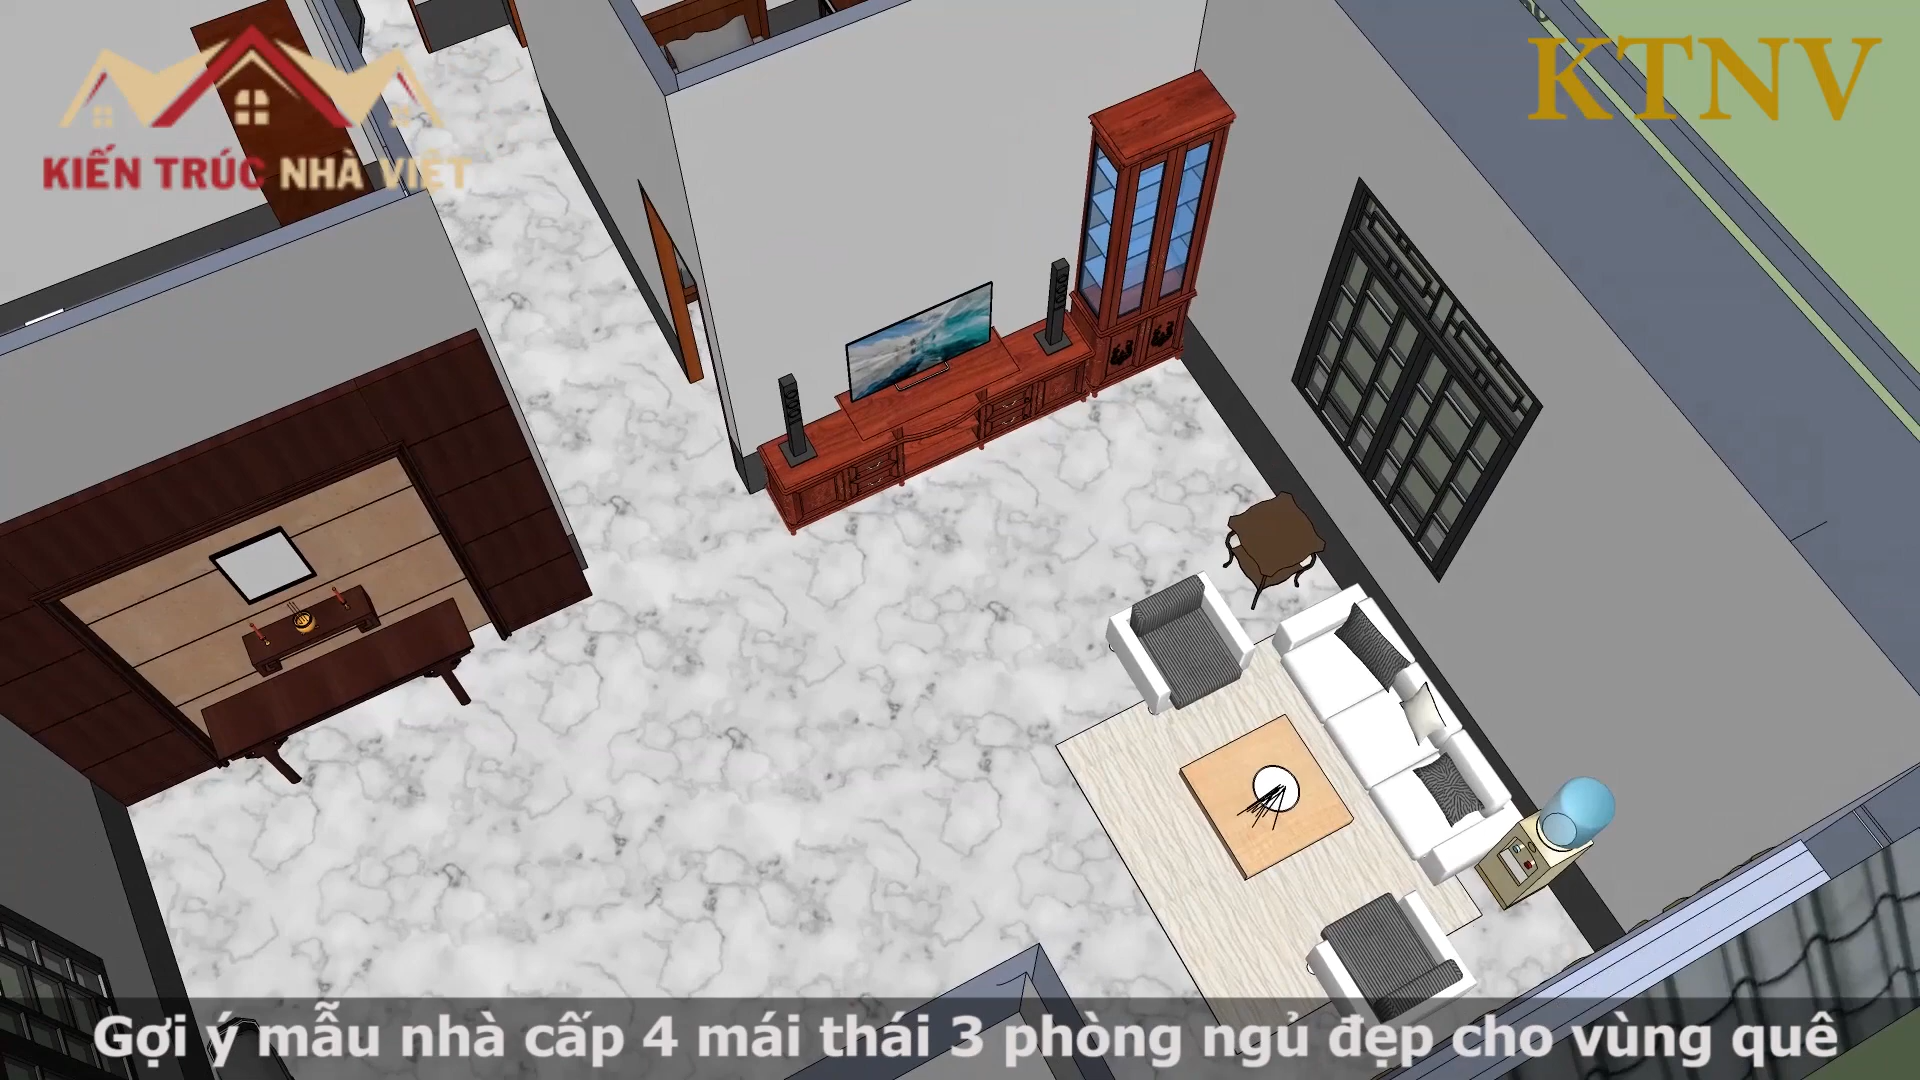 KTNV
KIẾN TRÚC NHÀ VIỆT
Gợi ý mẫu nhà cấp 4 mái thái 3 phòng ngủ đẹp cho vùng quê